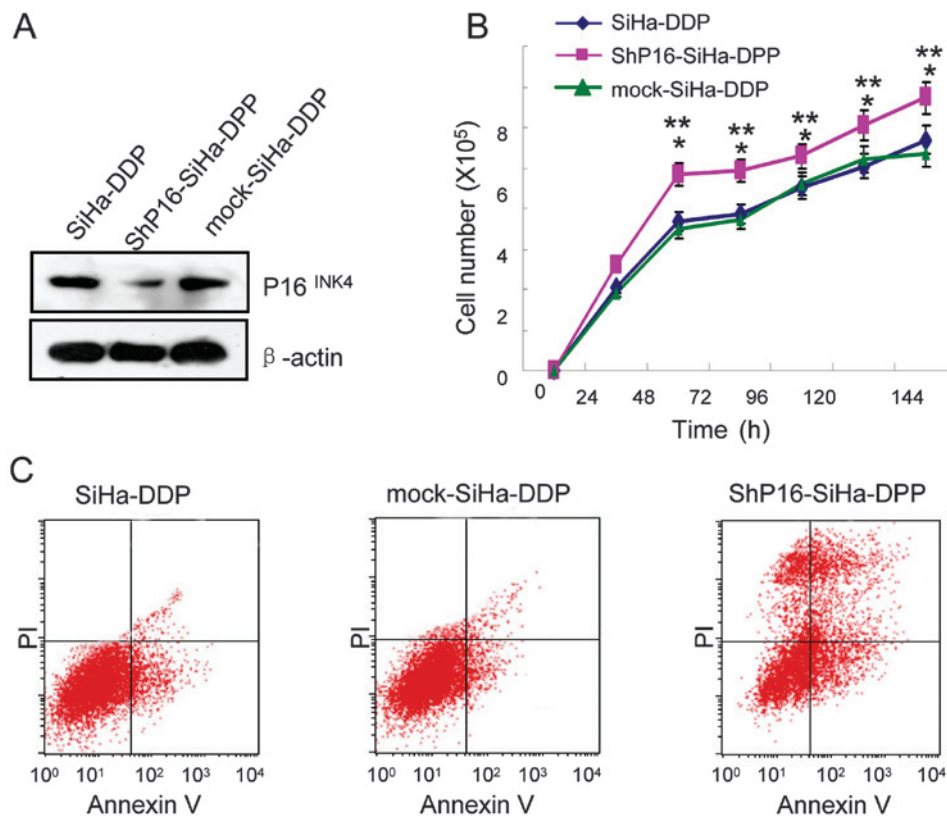 A
SiHa-DDP
ShP16-SiHa-DPP
mock-SiHa-DDP
P16 INK4
β-actin
B
SiHa-DDP
ShP16-SiHa-DPP
mock-SiHa-DDP
Cell number (X10⁵)
8
6
4
2
0
** ** ** ** **
* * * * *
0 24 48 72 96 120 144
Time (h)
C
SiHa-DDP
mock-SiHa-DDP
ShP16-SiHa-DPP
PI
PI
PI
10⁰ 10¹ 10² 10³ 10⁴
10⁰ 10¹ 10² 10³ 10⁴
10⁰ 10¹ 10² 10³ 10⁴
Annexin V
Annexin V
Annexin V